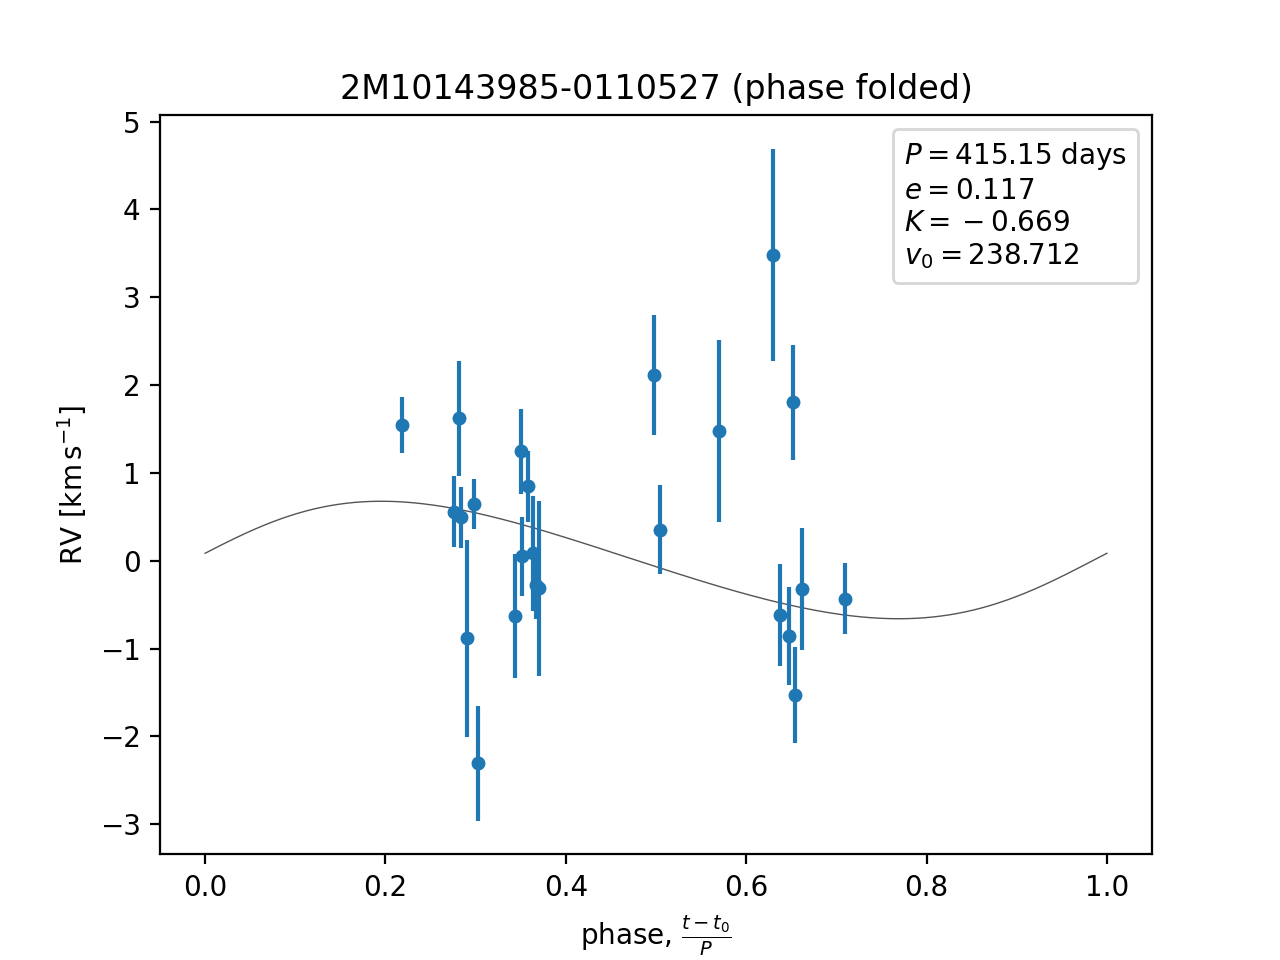 2M10143985-0110527 (phase folded)
P = 415.15 days
e = 0.117
K = −0.669
v₀ = 238.712
5
4
3
2
1
0
−1
−2
−3
RV [km s⁻¹]
0.0 0.2 0.4 0.6 0.8 1.0
phase, (t − t₀)/P